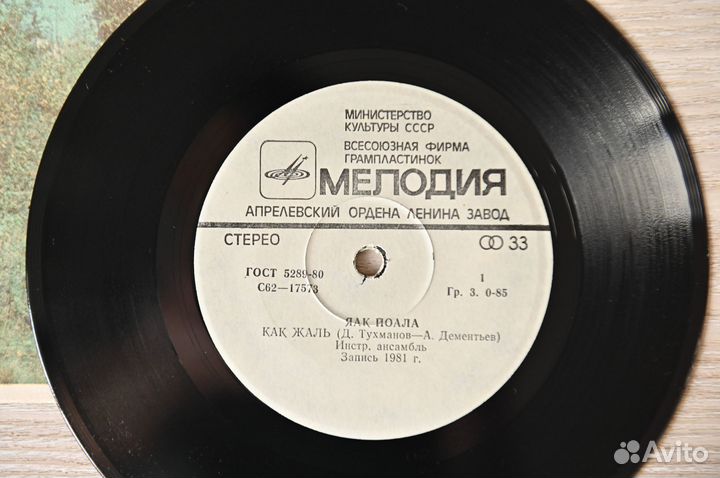 МИНИСТЕРСТВО
КУЛЬТУРЫ СССР
ВСЕСОЮЗНАЯ ФИРМА
ГРАМПЛАСТИНОК
МЕЛОДИЯ
АПРЕЛЕВСКИЙ ОРДЕНА ЛЕНИНА ЗАВОД
СТЕРЕО 33
ГОСТ 5289-80 1
С62—17573 Гр. 3. 0-85
ЯАК ЙОАЛА
КАК ЖАЛЬ (Д. Тухманов—А. Дементьев)
Инстр. ансамбль
Запись 1981 г.
Avito